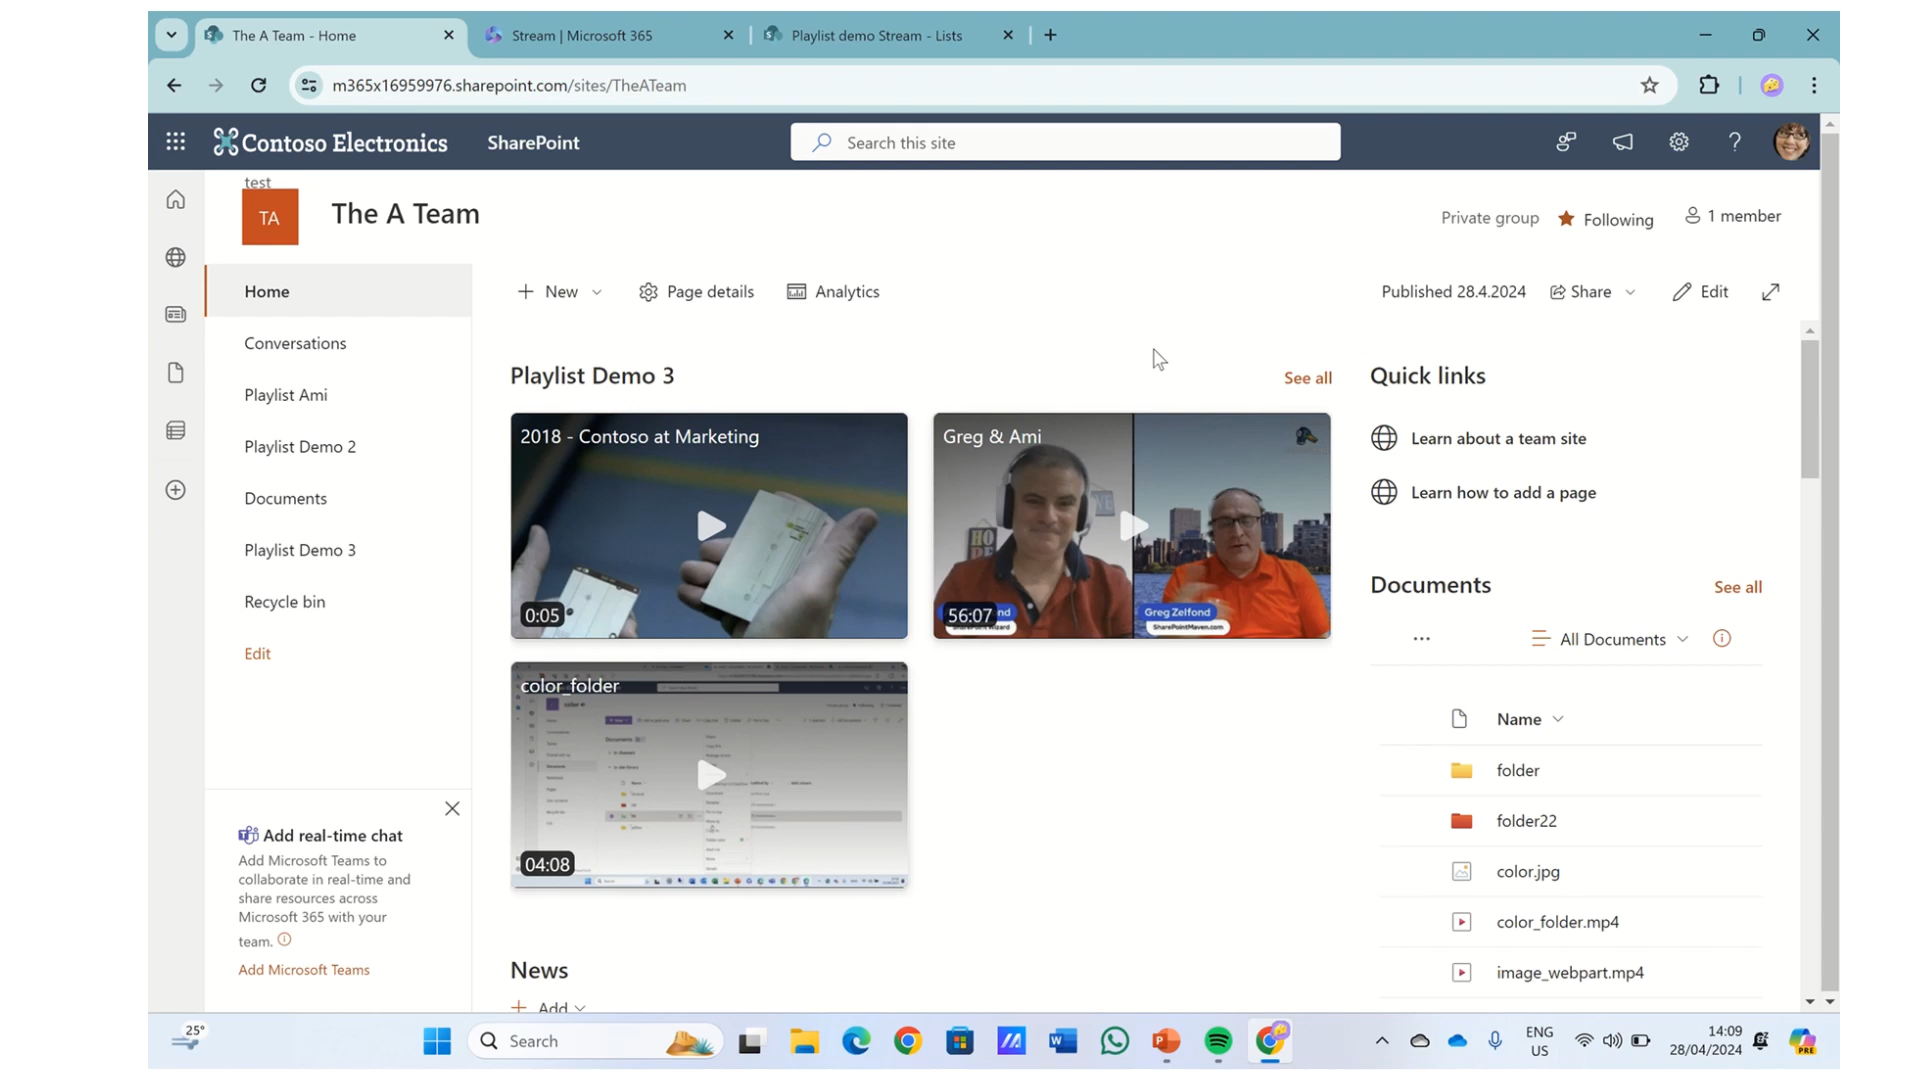 The A Team - Home
Stream | Microsoft 365
Playlist demo Stream - Lists
m365x16959976.sharepoint.com/sites/TheATeam
Contoso Electronics
SharePoint
Search this site
test
TA
The A Team
Private group
Following
1 member
Home
Conversations
Playlist Ami
Playlist Demo 2
Documents
Playlist Demo 3
Recycle bin
Edit
New
Page details
Analytics
Published 28.4.2024
Share
Edit
Playlist Demo 3
See all
2018 - Contoso at Marketing
0:05
Greg & Ami
56:07
Greg Zelfond
SharePointMaven.com
color_folder
04:08
Quick links
Learn about a team site
Learn how to add a page
Documents
See all
All Documents
Name
folder
folder22
color.jpg
color_folder.mp4
image_webpart.mp4
Add real-time chat
Add Microsoft Teams to
collaborate in real-time and
share resources across
Microsoft 365 with your
team.
Add Microsoft Teams
News
Add
25°
Search
ENG
US
14:09
28/04/2024
PRE